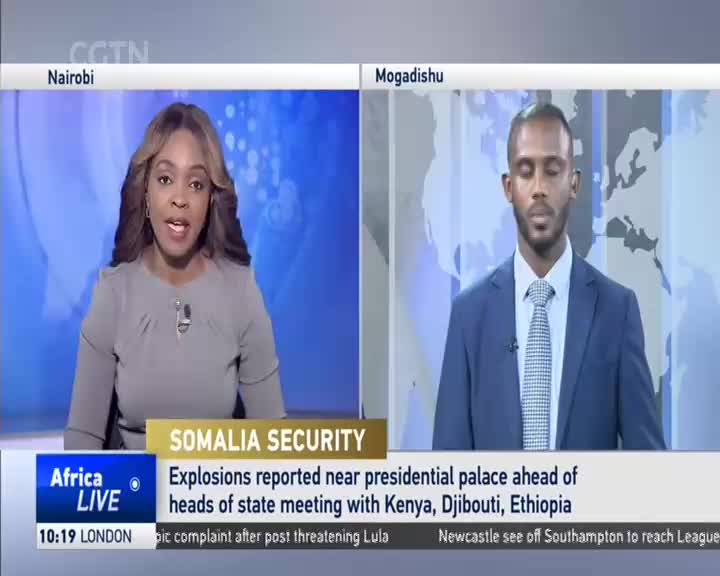 CGTN
Nairobi
Mogadishu
SOMALIA SECURITY
Explosions reported near presidential palace ahead of
heads of state meeting with Kenya, Djibouti, Ethiopia
Africa
LIVE
10:19 LONDON
pic complaint after post threatening Lula
Newcastle see off Southampton to reach League